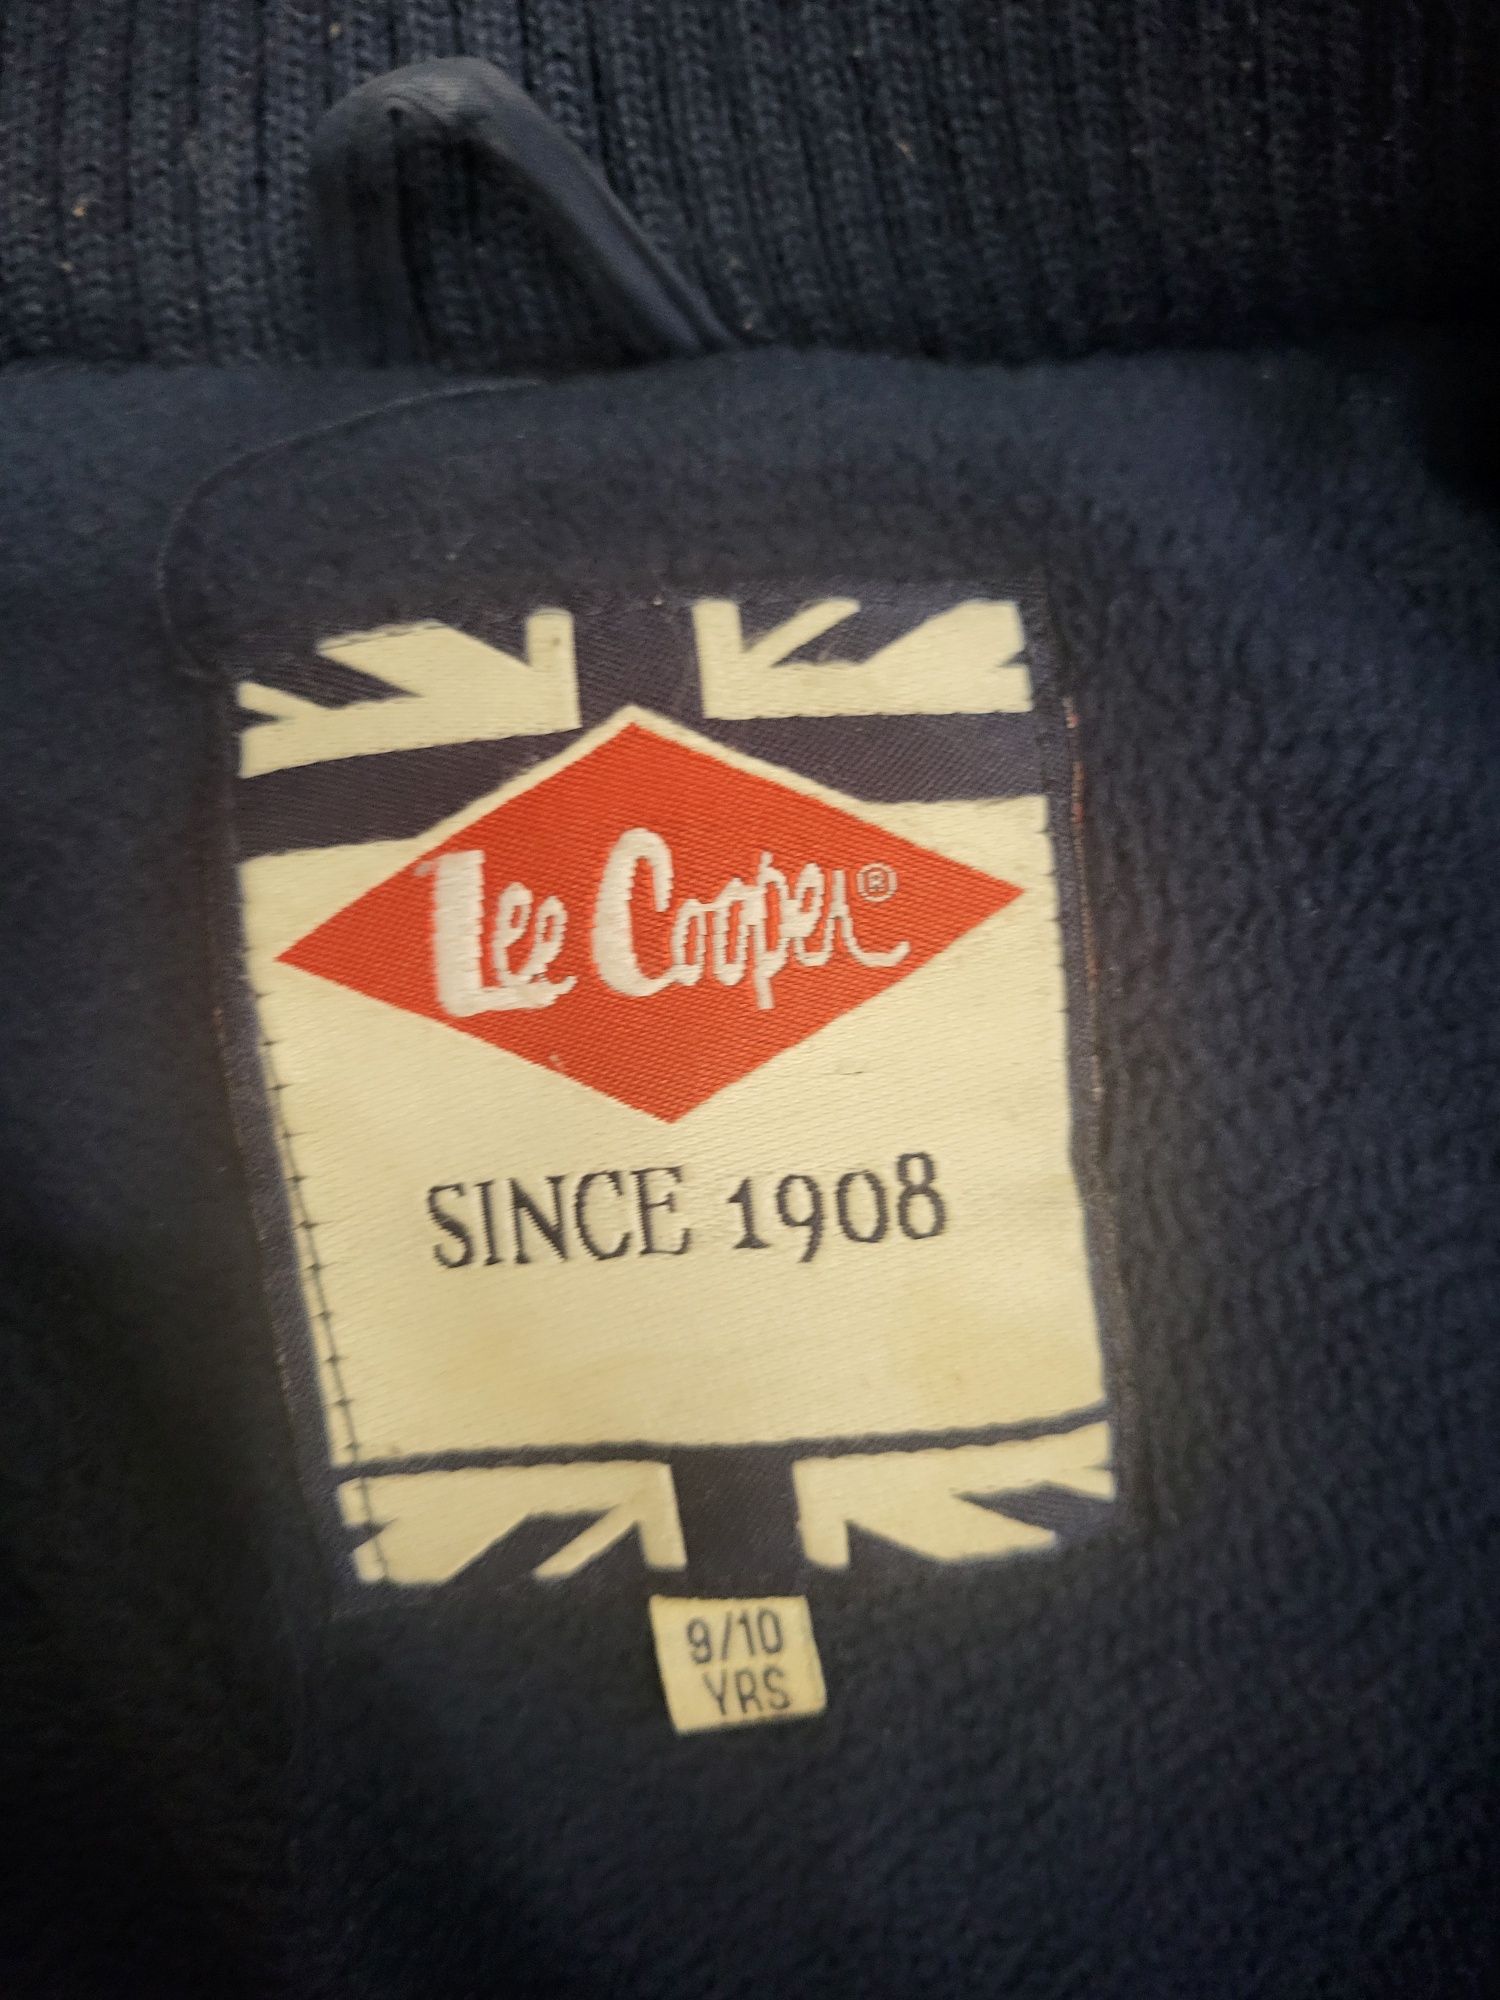 Lee Cooper®
SINCE 1908
9/10
YRS